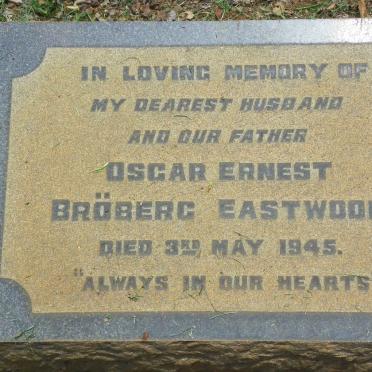 IN LOVING MEMORY OF
MY DEAREST HUSBAND
AND OUR FATHER
OSCAR ERNEST
BRÖBERG EASTWOOD
DIED 3RD MAY 1945.
"ALWAYS IN OUR HEARTS